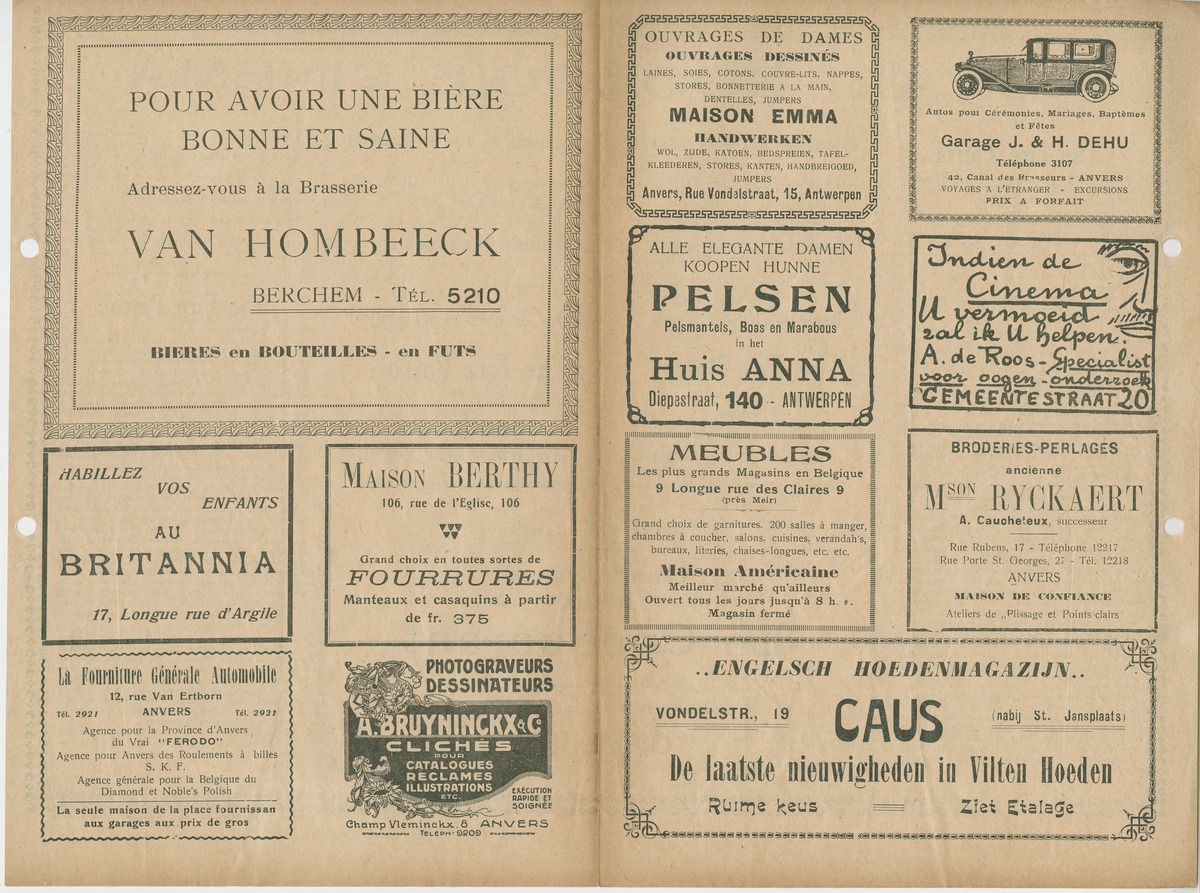 POUR AVOIR UNE BIÈRE
BONNE ET SAINE
Adressez-vous à la Brasserie
VAN HOMBEECK
BERCHEM - TÉL. 5210
BIERES en BOUTEILLES - en FUTS
HABILLEZ
VOS
ENFANTS
AU
BRITANNIA
17, Longue rue d'Argile
MAISON BERTHY
106, rue de l'Eglise, 106
Grand choix en toutes sortes de
FOURRURES
Manteaux et casaquins à partir
de fr. 375
La Fourniture Générale Automobile
12, rue Van Ertborn
Tél. 2921 ANVERS Tél. 2921
Agence pour la Province d'Anvers
du Vrai "FERODO"
Agence pour Anvers des Roulements à billes
S. K. F.
Agence générale pour la Belgique du
Diamond et Noble's Polish
La seule maison de la place fournissan
aux garages aux prix de gros
PHOTOGRAVEURS
DESSINATEURS
A. BRUYNINCKX & Cº
CLICHÉS
POUR
CATALOGUES
RÉCLAMES
ILLUSTRATIONS
ETC.
EXÉCUTION
RAPIDE ET
SOIGNÉE
Champ Vleminckx. 8 ANVERS
TÉLÉPH: 9209
OUVRAGES DE DAMES
OUVRAGES DESSINÉS
LAINES, SOIES, COTONS, COUVRE-LITS, NAPPES,
STORES, BONNETTERIE A LA MAIN,
DENTELLES, JUMPERS
MAISON EMMA
HANDWERKEN
WOL, ZIJDE, KATOEN, BEDSPREIEN, TAFEL-
KLEEDEREN, STORES, KANTEN, HANDBREIGOED,
JUMPERS
Anvers, Rue Vondelstraat, 15, Antwerpen
Autos pour Cérémonies, Mariages, Baptêmes
et Fêtes
Garage J. & H. DEHU
Téléphone 3107
42, Canal des Brasseurs - ANVERS
VOYAGES A L'ETRANGER - EXCURSIONS
PRIX A FORFAIT
ALLE ELEGANTE DAMEN
KOOPEN HUNNE
PELSEN
Pelsmantels, Boas en Marabous
in het
Huis ANNA
Diepestraat, 140 - ANTWERPEN
Indien de
Cinema
U vermoeid
zal ik U helpen.
A. de Roos - Specialist
voor oogen-onderzoek
GEMEENTESTRAAT 20
MEUBLES
Les plus grands Magasins en Belgique
9 Longue rue des Claires 9
(près Meir)
Grand choix de garnitures. 200 salles à manger,
chambres à coucher, salons, cuisines, verandah's,
bureaux, literies, chaises-longues, etc. etc.
Maison Américaine
Meilleur marché qu'ailleurs
Ouvert tous les jours jusqu'à 8 h. s.
Magasin fermé
BRODERIES-PERLAGES
ancienne
MSON RYCKAERT
A. Caucheteux, successeur
Rue Rubens, 17 - Téléphone 12217
Rue Porte St. Georges, 27 - Tél. 12218
ANVERS
MAISON DE CONFIANCE
Ateliers de „Plissage et Points clairs
..ENGELSCH HOEDENMAGAZIJN..
VONDELSTR., 19 CAUS (nabij St. Jansplaats)
De laatste nieuwigheden in Vilten Hoeden
Ruime keus Ziet Etalage